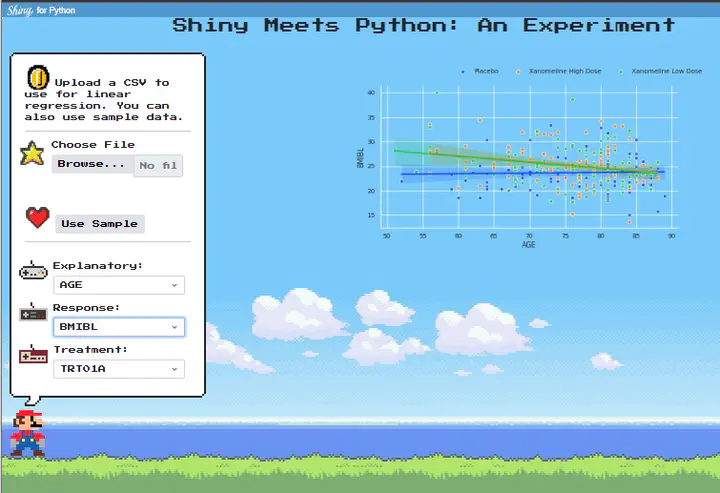 Shiny for Python
Shiny Meets Python: An Experiment
Upload a CSV to
use for linear
regression. You can
also use sample data.
Choose File
Browse... No fil
Use Sample
Explanatory:
AGE
Response:
BMIBL
Treatment:
TRT01A
Placebo Xanomeline High Dose Xanomeline Low Dose
40
35
30
25
20
15
BMIBL
50 55 60 65 70 75 80 85 90
AGE